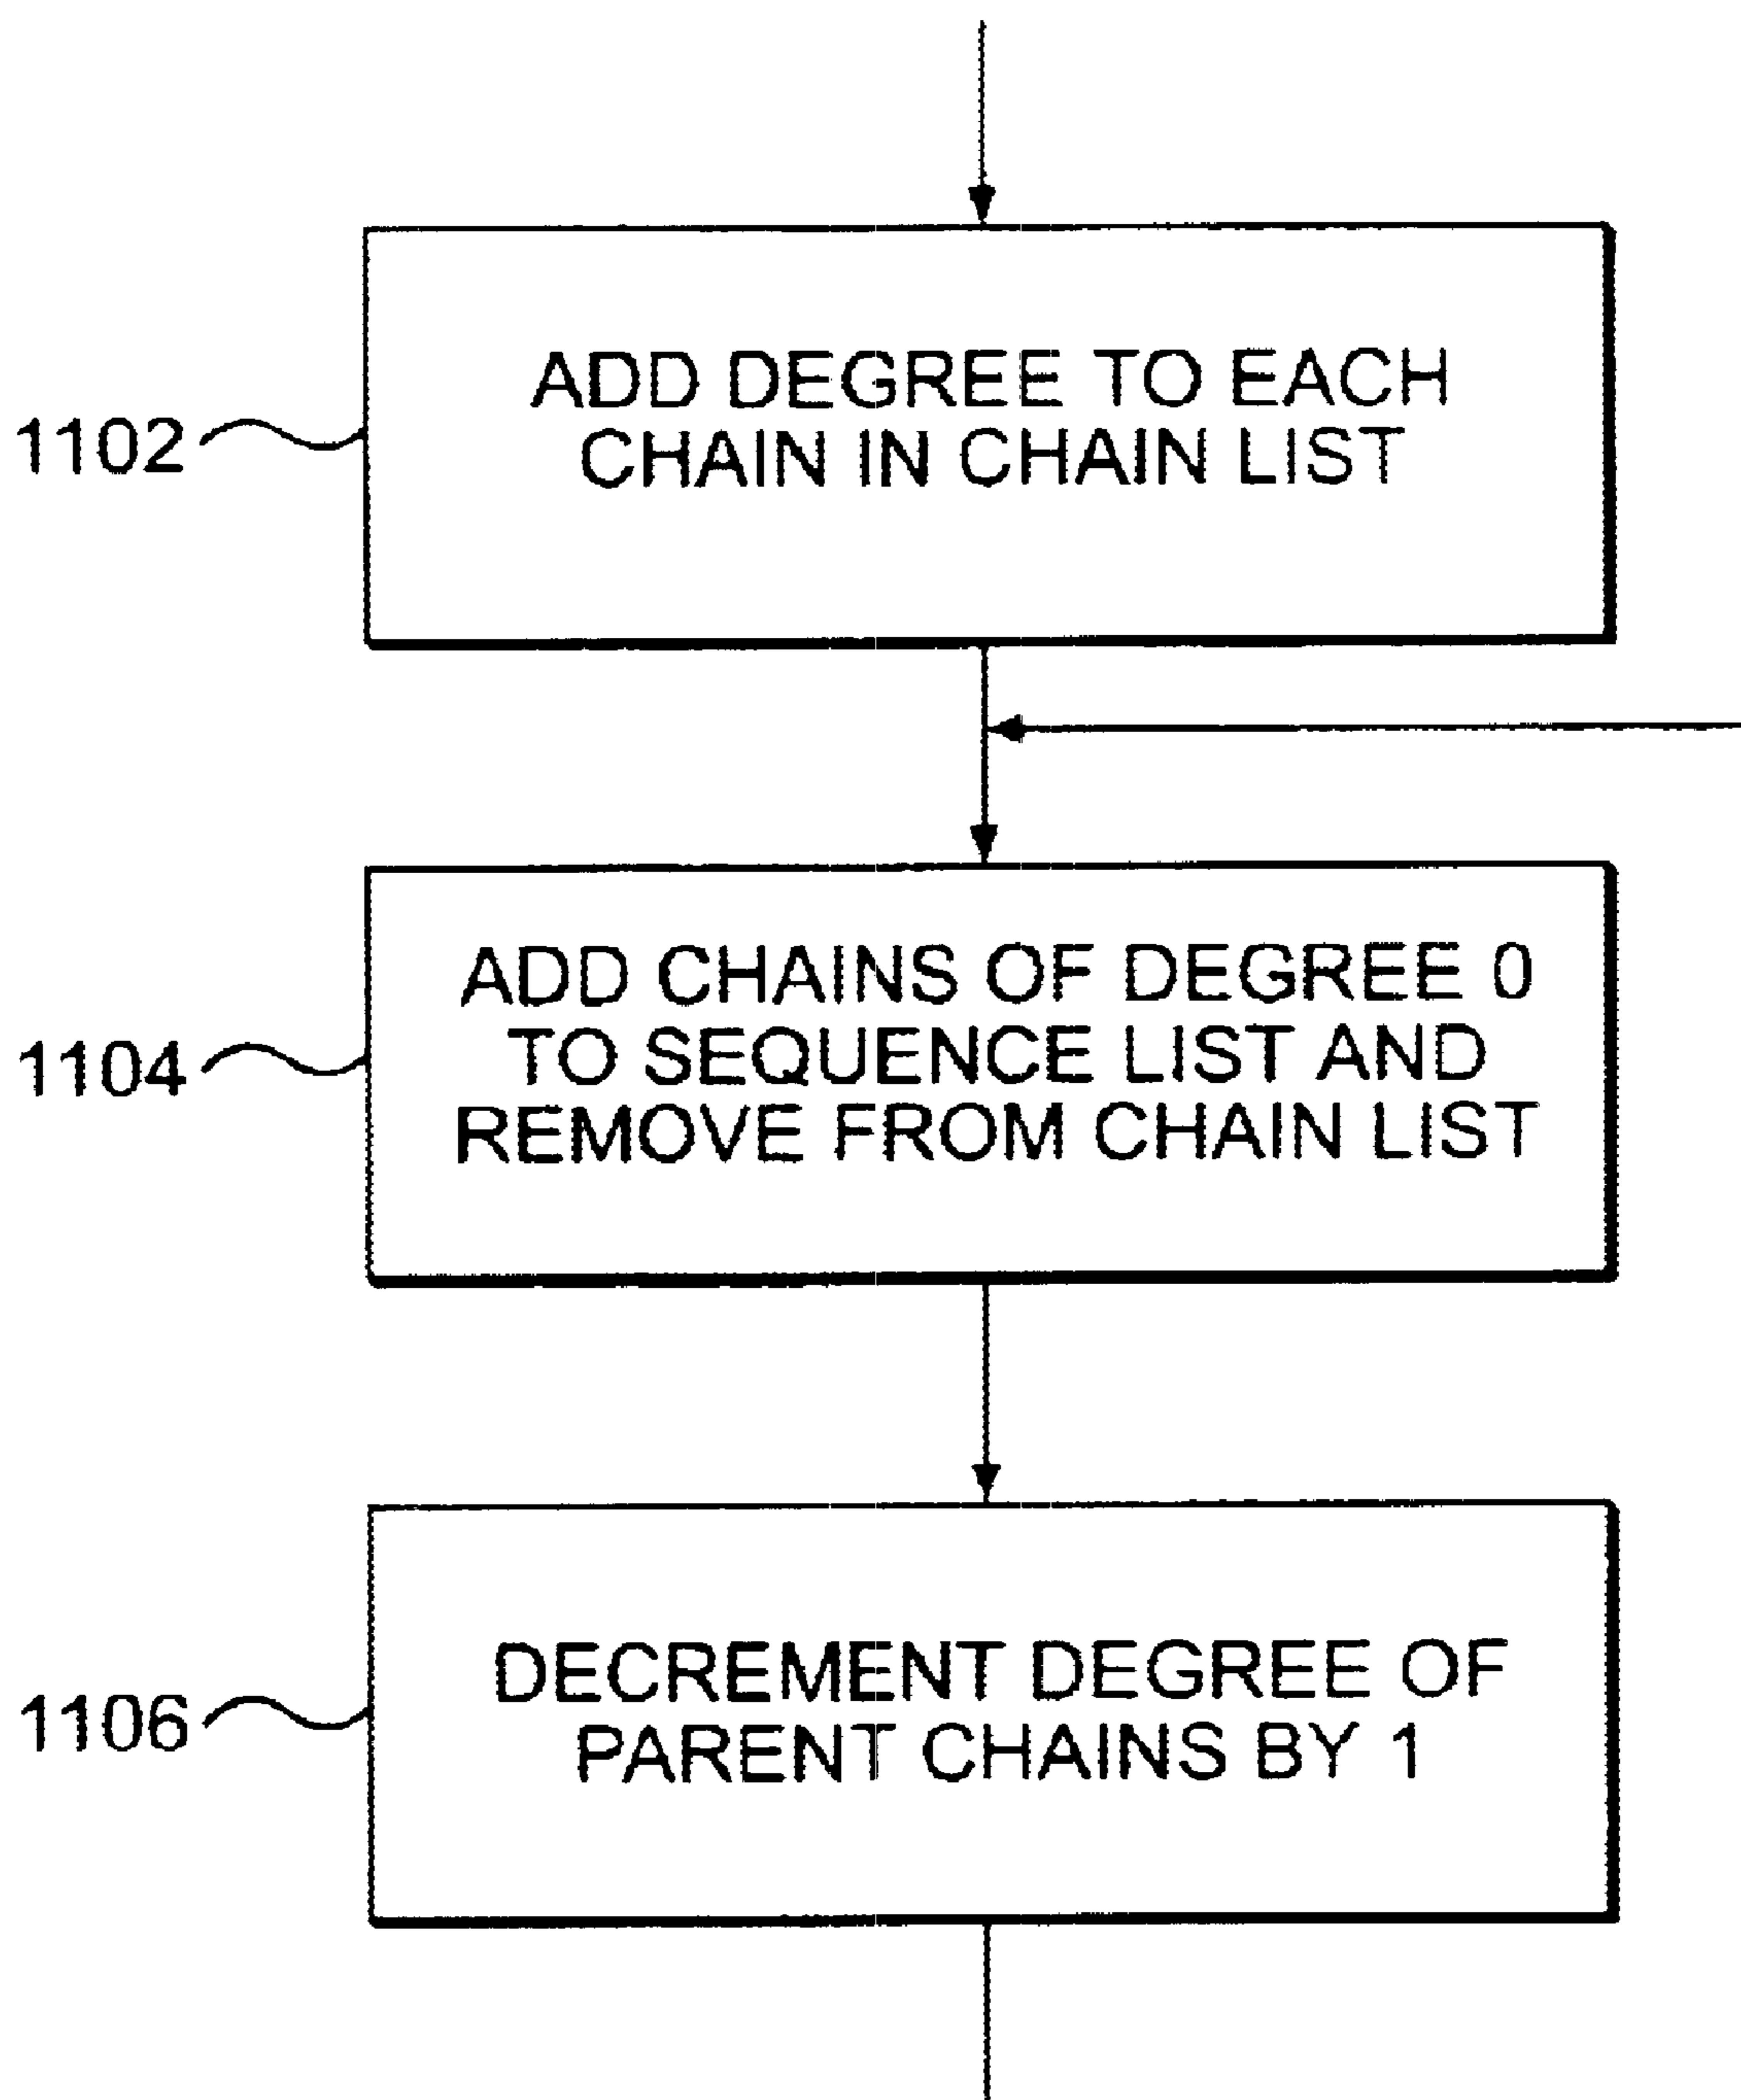 ADD DEGREE TO EACH
CHAIN IN CHAIN LIST
1102
ADD CHAINS OF DEGREE 0
TO SEQUENCE LIST AND
REMOVE FROM CHAIN LIST
1104
DECREMENT DEGREE OF
PARENT CHAINS BY 1
1106